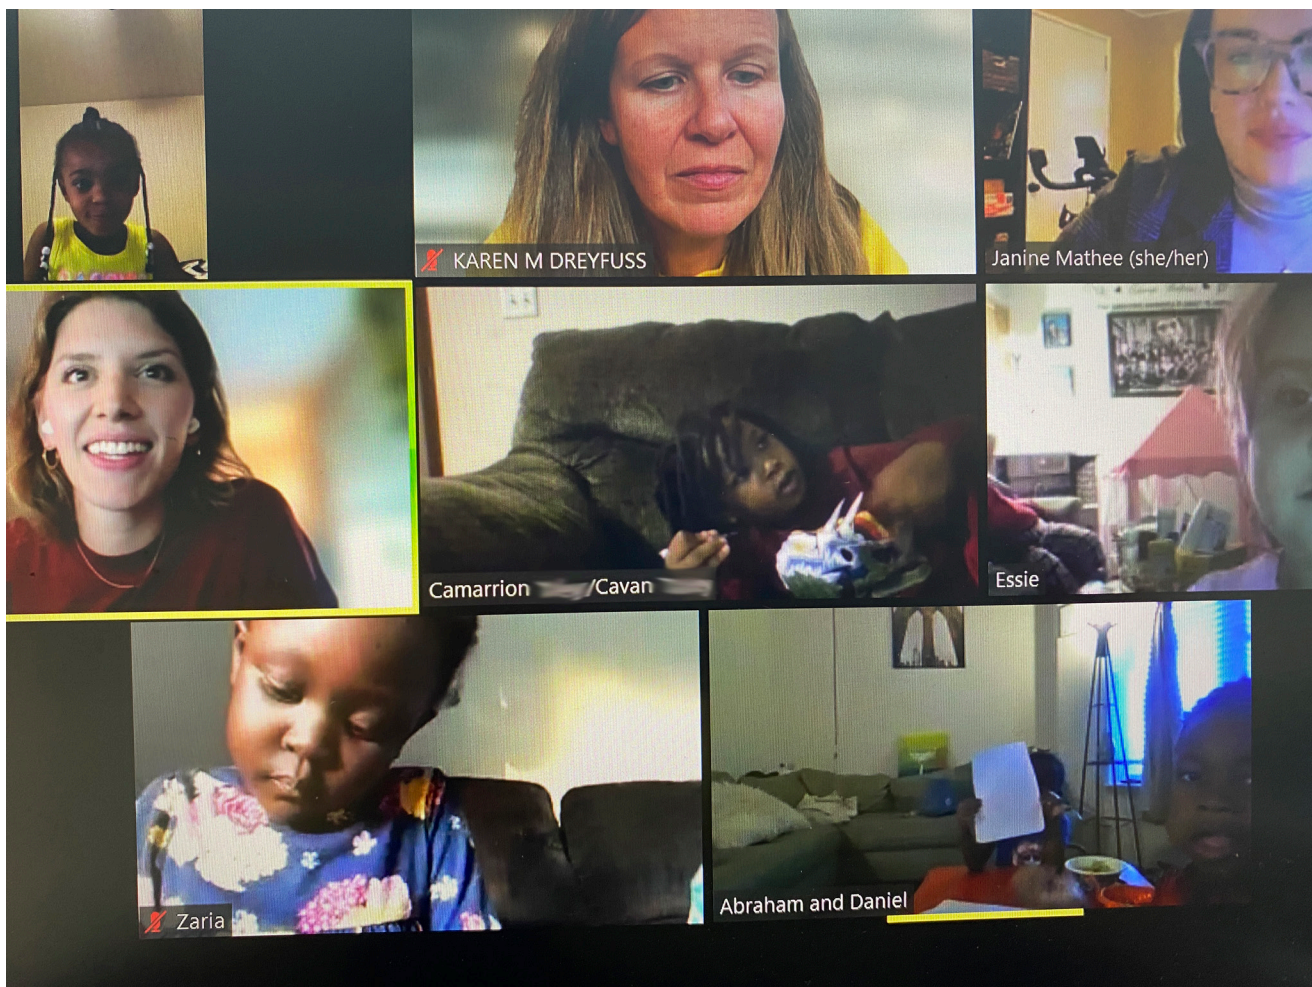 KAREN M DREYFUSS
Janine Mathee (she/her)
Camarrion /Cavan
Essie
Zaria
Abraham and Daniel